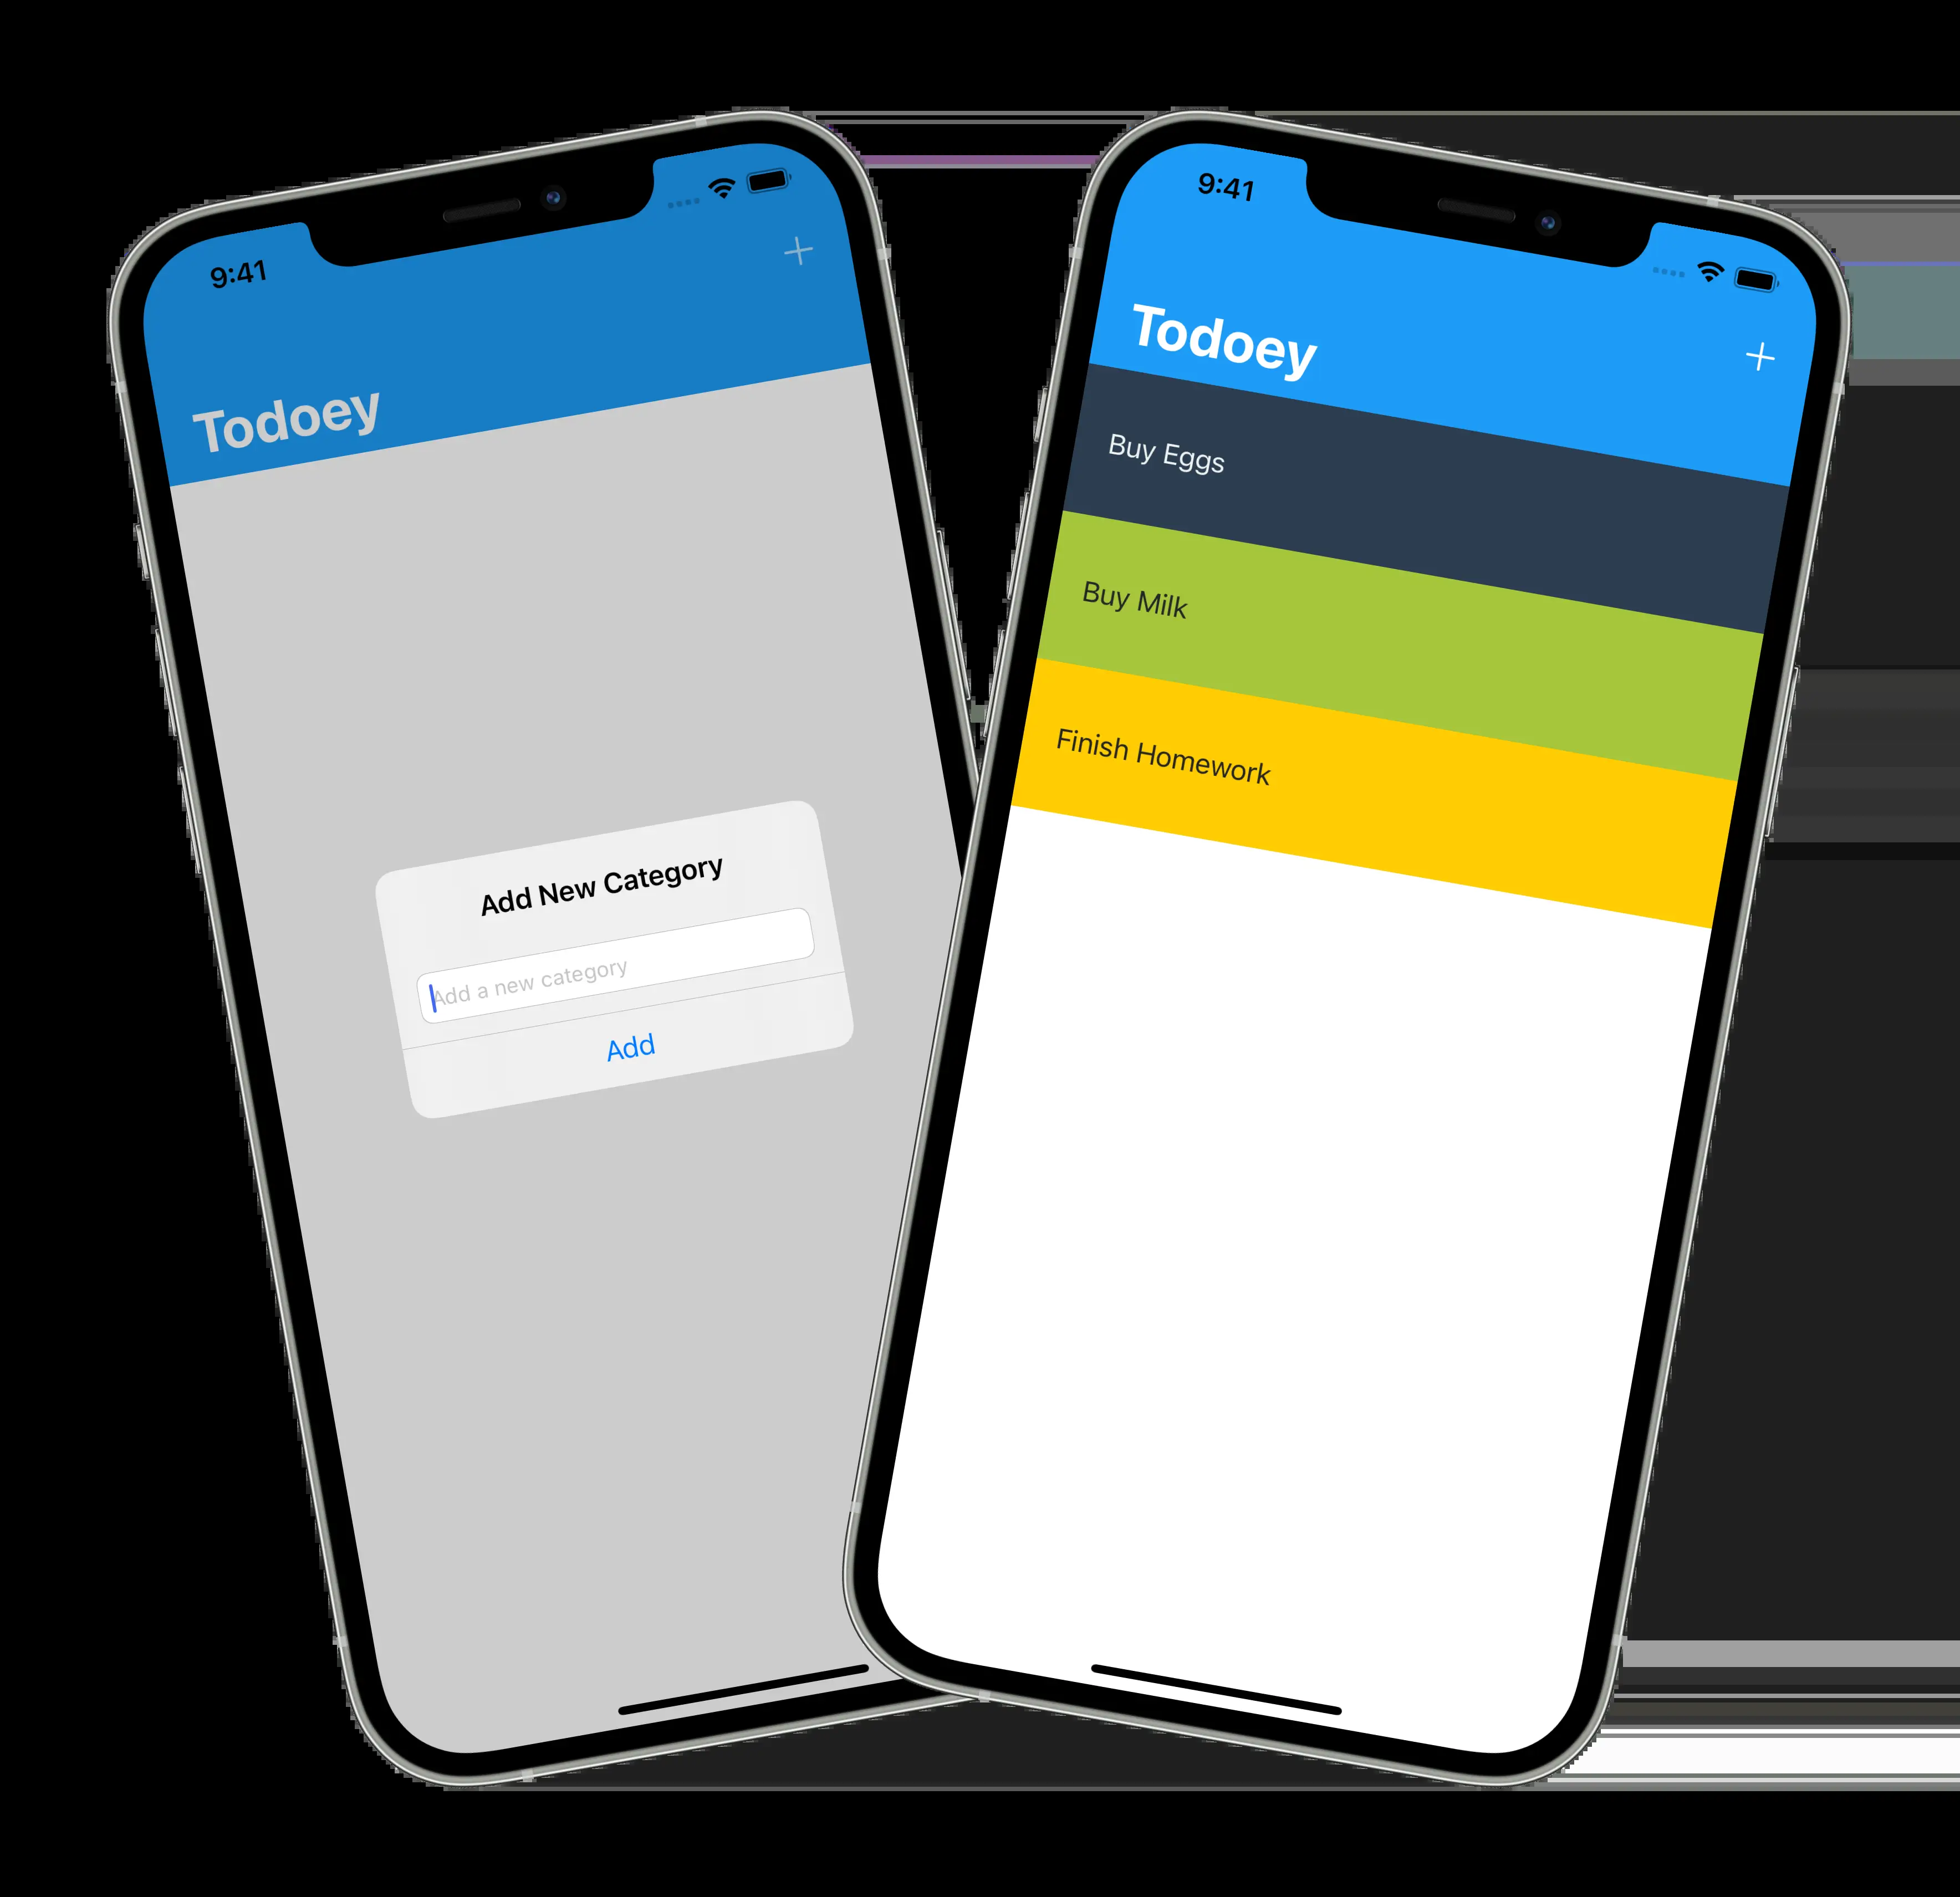 9:41
Todoey
Add New Category
Add a new category
Add
9:41
Todoey
Buy Eggs
Buy Milk
Finish Homework